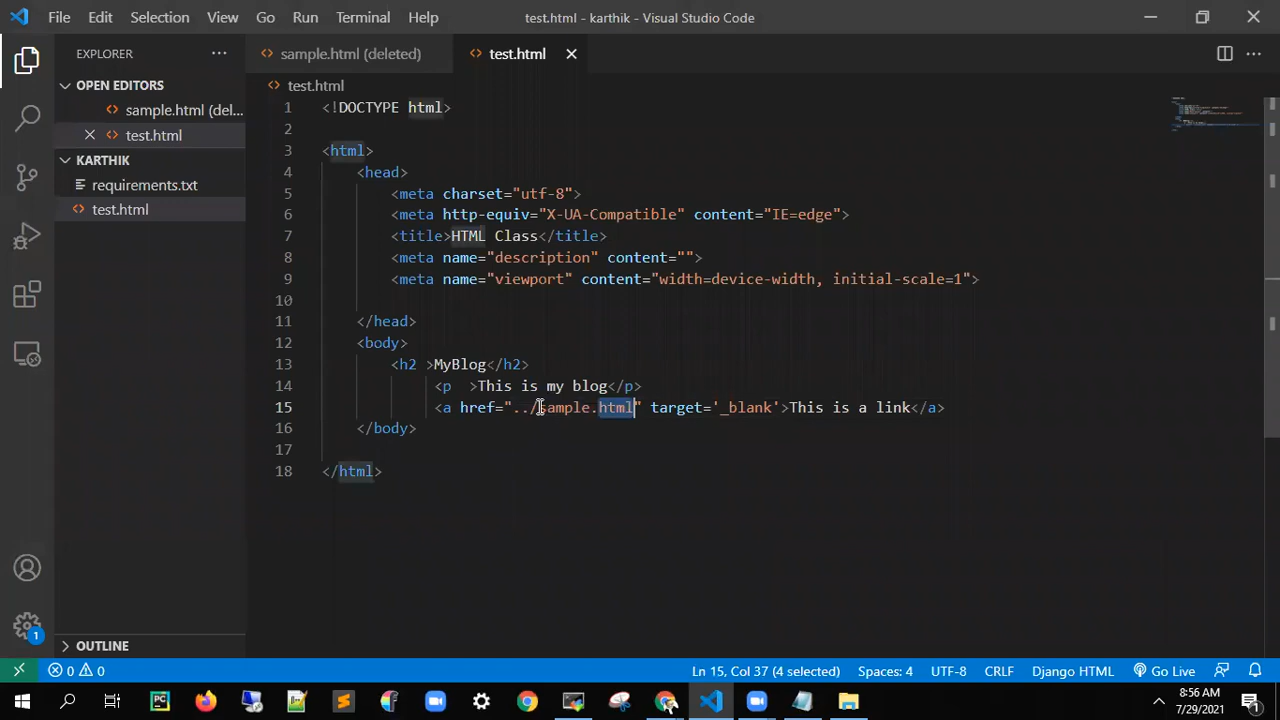 File Edit Selection View Go Run Terminal Help
test.html - karthik - Visual Studio Code
EXPLORER
OPEN EDITORS
sample.html (del...
test.html
KARTHIK
requirements.txt
test.html
OUTLINE
sample.html (deleted)
test.html
test.html
1 <!DOCTYPE html>
2
3 <html>
4 <head>
5 <meta charset="utf-8">
6 <meta http-equiv="X-UA-Compatible" content="IE=edge">
7 <title>HTML Class</title>
8 <meta name="description" content="">
9 <meta name="viewport" content="width=device-width, initial-scale=1">
10
11 </head>
12 <body>
13 <h2 >MyBlog</h2>
14 <p  >This is my blog</p>
15 <a href="../sample.html" target='_blank'>This is a link</a>
16 </body>
17
18 </html>
1
0 0
Ln 15, Col 37 (4 selected) Spaces: 4 UTF-8 CRLF Django HTML Go Live
PC
8:56 AM
7/29/2021
1